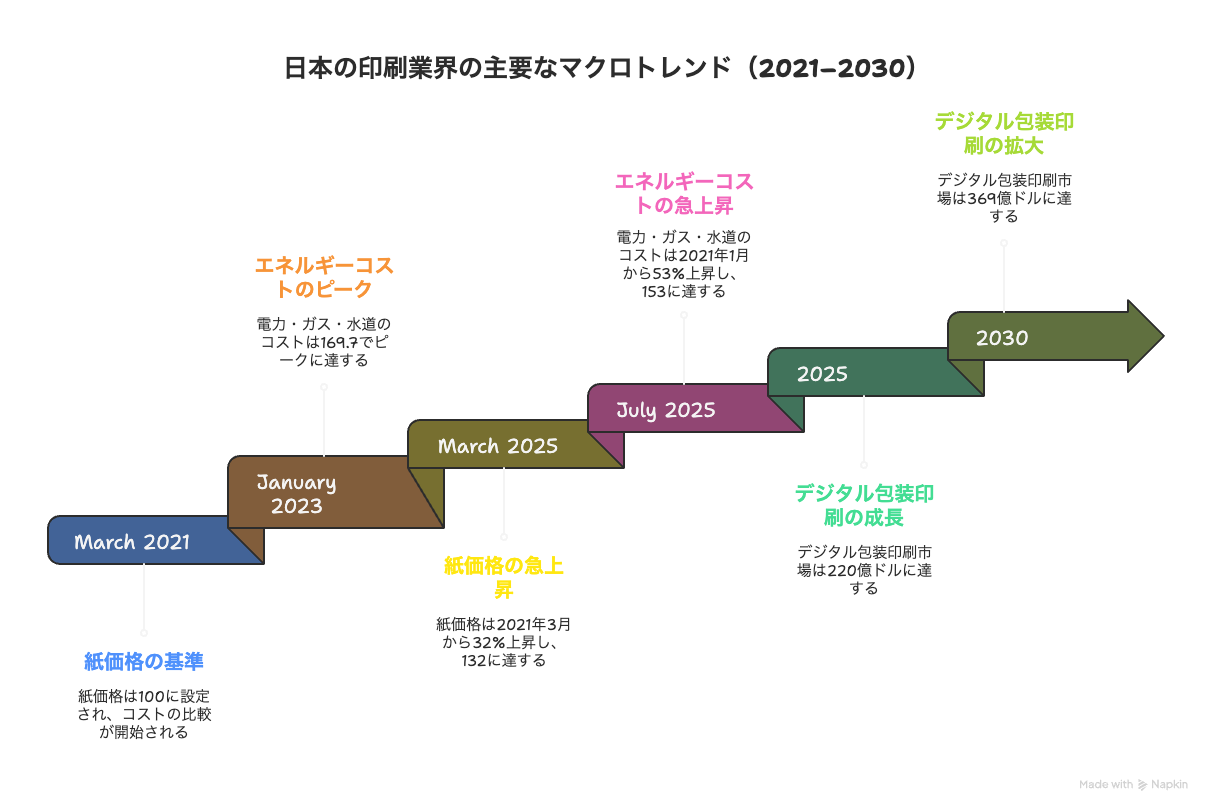 日本の印刷業界の主要なマクロトレンド（2021–2030）
デジタル包装印
刷の拡大
デジタル包装印刷市
場は369億ドルに達
する
エネルギーコス
トの急上昇
電力・ガス・水道の
コストは2021年1月
から53%上昇し、
153に達する
エネルギーコス
トのピーク
電力・ガス・水道の
コストは169.7でピ
ークに達する
2030
2025
July 2025
March 2025
January
2023
March 2021
デジタル包装印
刷の成長
デジタル包装印刷市
場は220億ドルに達
する
紙価格の急上
昇
紙価格は2021年3月
から32%上昇し、
132に達する
紙価格の基準
紙価格は100に設定
され、コストの比較
が開始される
Made with Napkin